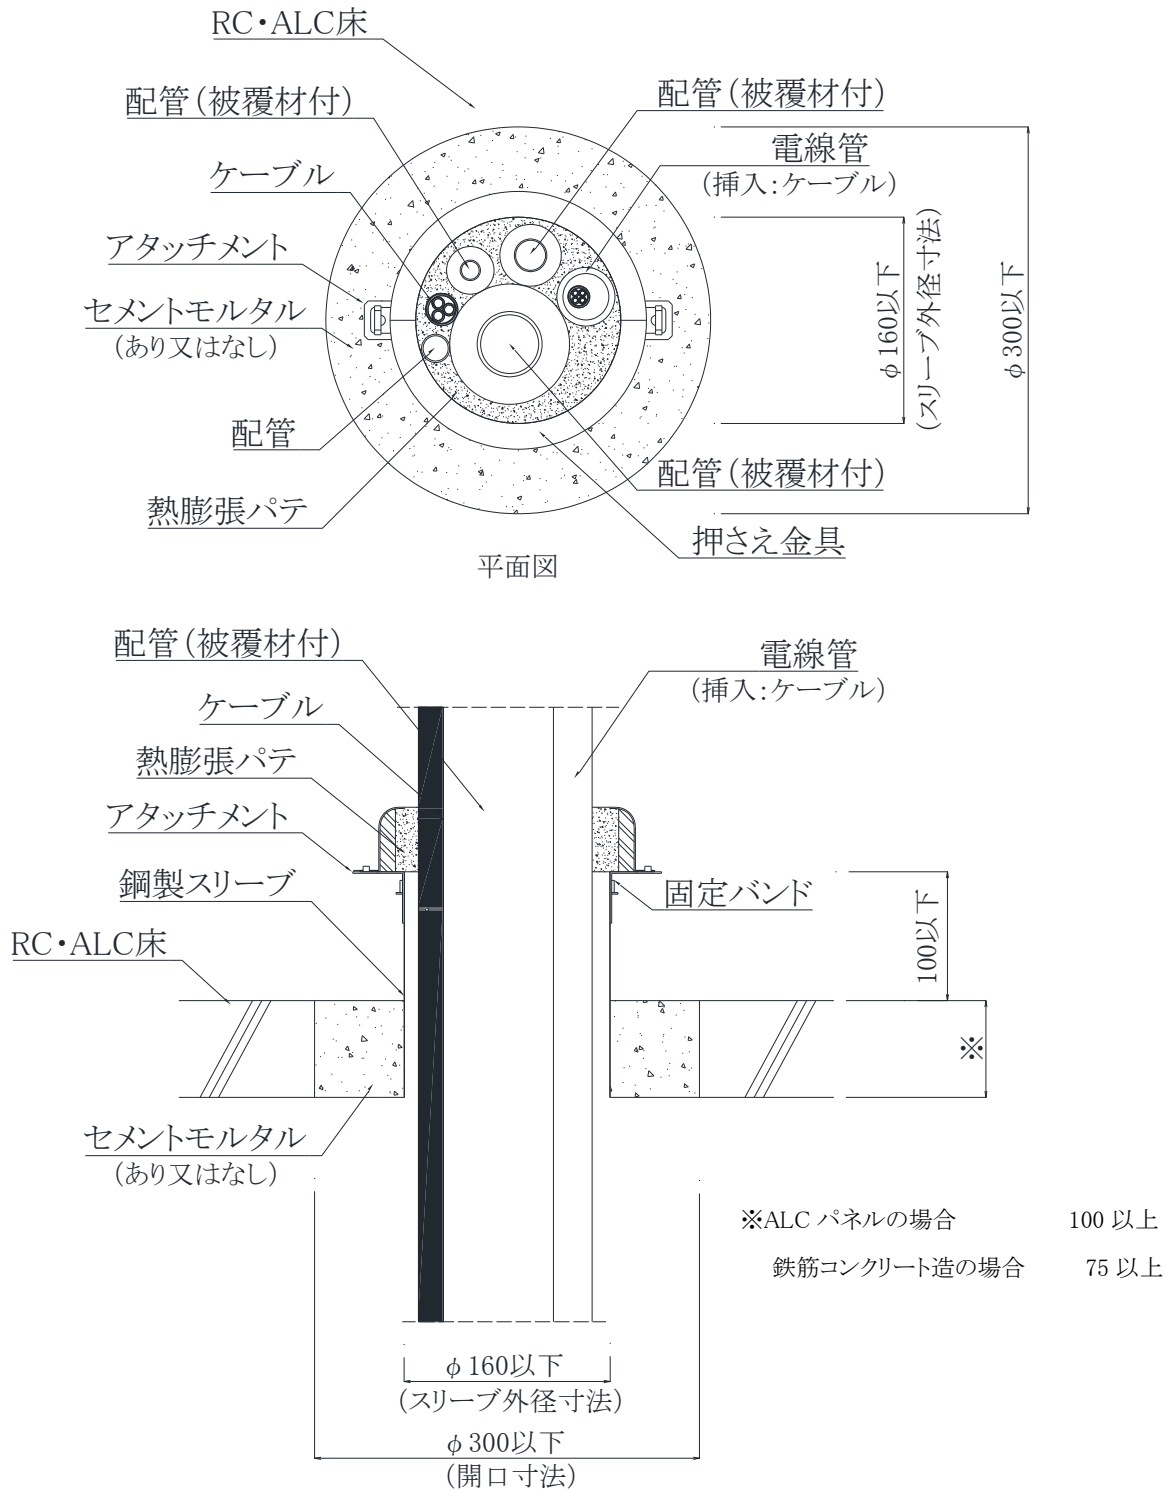 RC・ALC床
配管(被覆材付)
配管(被覆材付)
電線管
(挿入:ケーブル)
ケーブル
アタッチメント
セメントモルタル
(あり又はなし)
φ160以下
(スリーブ外径寸法)
φ300以下
配管
配管(被覆材付)
熱膨張パテ
押さえ金具
平面図
配管(被覆材付)
電線管
(挿入:ケーブル)
ケーブル
熱膨張パテ
アタッチメント
鋼製スリーブ
固定バンド
100以下
RC・ALC床
※
セメントモルタル
(あり又はなし)
※ALC パネルの場合 100 以上
鉄筋コンクリート造の場合 75 以上
φ160以下
(スリーブ外径寸法)
φ300以下
(開口寸法)